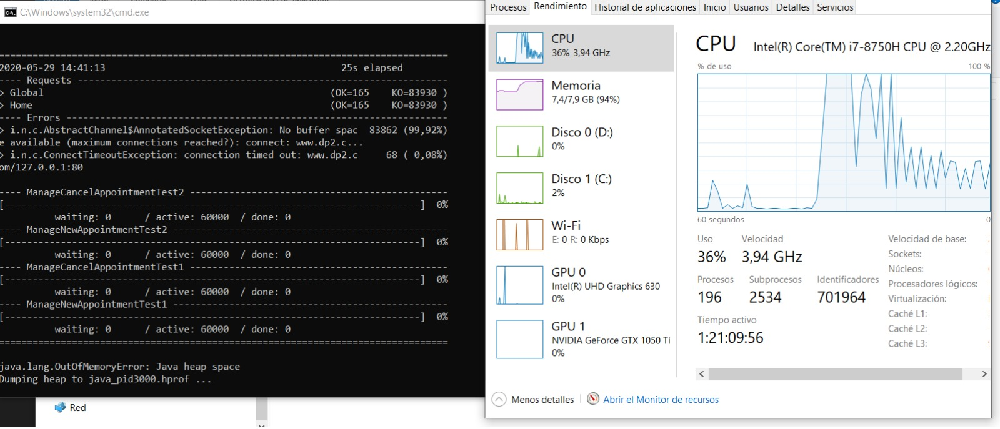 C:\Windows\system32\cmd.exe
================================================================================
2020-05-29 14:41:13                                           25s elapsed
---- Requests ------------------------------------------------------------------
> Global                                                   (OK=165    KO=83930 )
> Home                                                     (OK=165    KO=83930 )
---- Errors --------------------------------------------------------------------
> i.n.c.AbstractChannel$AnnotatedSocketException: No buffer spac  83862 (99,92%)
e available (maximum connections reached?): connect: www.dp2.c...
> i.n.c.ConnectTimeoutException: connection timed out: www.dp2.c     68 ( 0,08%)
om/127.0.0.1:80
---- ManageCancelAppointmentTest2 ----------------------------------------------
[--------------------------------------------------------------------------]  0%
waiting: 0      / active: 60000  / done: 0
---- ManageNewAppointmentTest2 -------------------------------------------------
[--------------------------------------------------------------------------]  0%
waiting: 0      / active: 60000  / done: 0
---- ManageCancelAppointmentTest1 ----------------------------------------------
[--------------------------------------------------------------------------]  0%
waiting: 0      / active: 60000  / done: 0
---- ManageNewAppointmentTest1 -------------------------------------------------
[--------------------------------------------------------------------------]  0%
waiting: 0      / active: 60000  / done: 0
================================================================================
java.lang.OutOfMemoryError: Java heap space
Dumping heap to java_pid3000.hprof ...
Red
Procesos Rendimiento Historial de aplicaciones Inicio Usuarios Detalles Servicios
CPU
36% 3,94 GHz
Memoria
7,4/7,9 GB (94%)
Disco 0 (D:)
0%
Disco 1 (C:)
2%
Wi-Fi
E: 0 R: 0 Kbps
GPU 0
Intel(R) UHD Graphics 630
0%
GPU 1
NVIDIA GeForce GTX 1050 Ti
0%
CPU Intel(R) Core(TM) i7-8750H CPU @ 2.20GHz
% de uso 100 %
60 segundos 0
Uso Velocidad
36% 3,94 GHz
Procesos Subprocesos Identificadores
196 2534 701964
Tiempo activo
1:21:09:56
Velocidad de base:
Sockets:
Núcleos:
Procesadores lógicos:
Virtualización:
Caché L1:
Caché L2:
Caché L3:
Menos detalles Abrir el Monitor de recursos